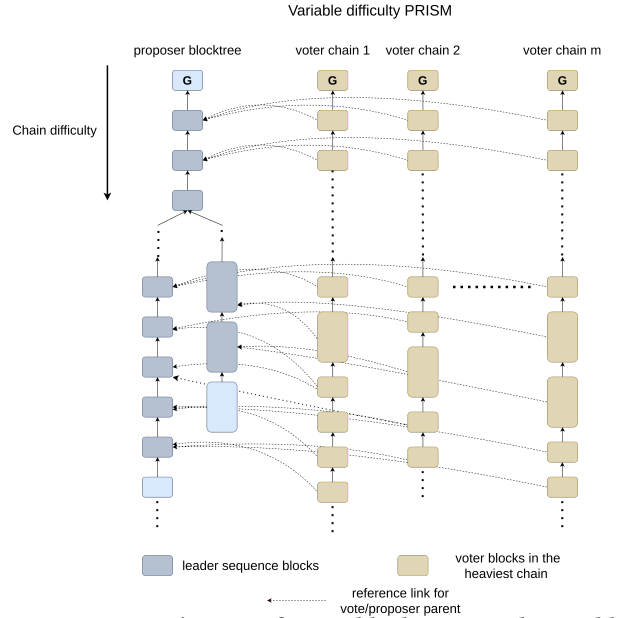 Variable difficulty PRISM
proposer blocktree
voter chain 1
voter chain 2
voter chain m
G
G
G
G
Chain difficulty
leader sequence blocks
voter blocks in the
heaviest chain
reference link for
vote/proposer parent